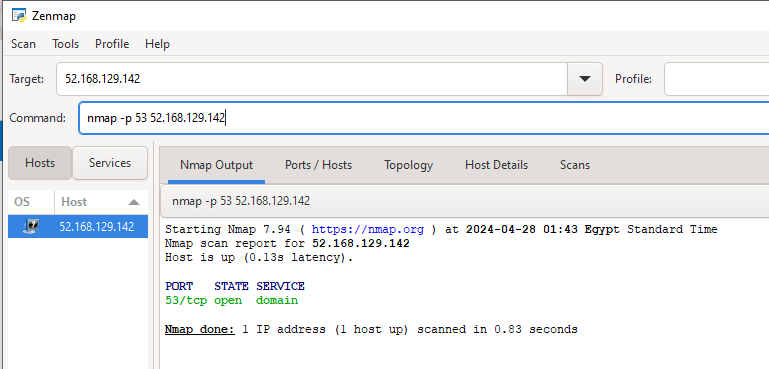 Zenmap
Scan Tools Profile Help
Target: 52.168.129.142 Profile:
Command: nmap -p 53 52.168.129.142
Hosts Services Nmap Output Ports / Hosts Topology Host Details Scans
OS Host nmap -p 53 52.168.129.142
52.168.129.142
Starting Nmap 7.94 ( https://nmap.org ) at 2024-04-28 01:43 Egypt Standard Time
Nmap scan report for 52.168.129.142
Host is up (0.13s latency).
PORT STATE SERVICE
53/tcp open domain
Nmap done: 1 IP address (1 host up) scanned in 0.83 seconds